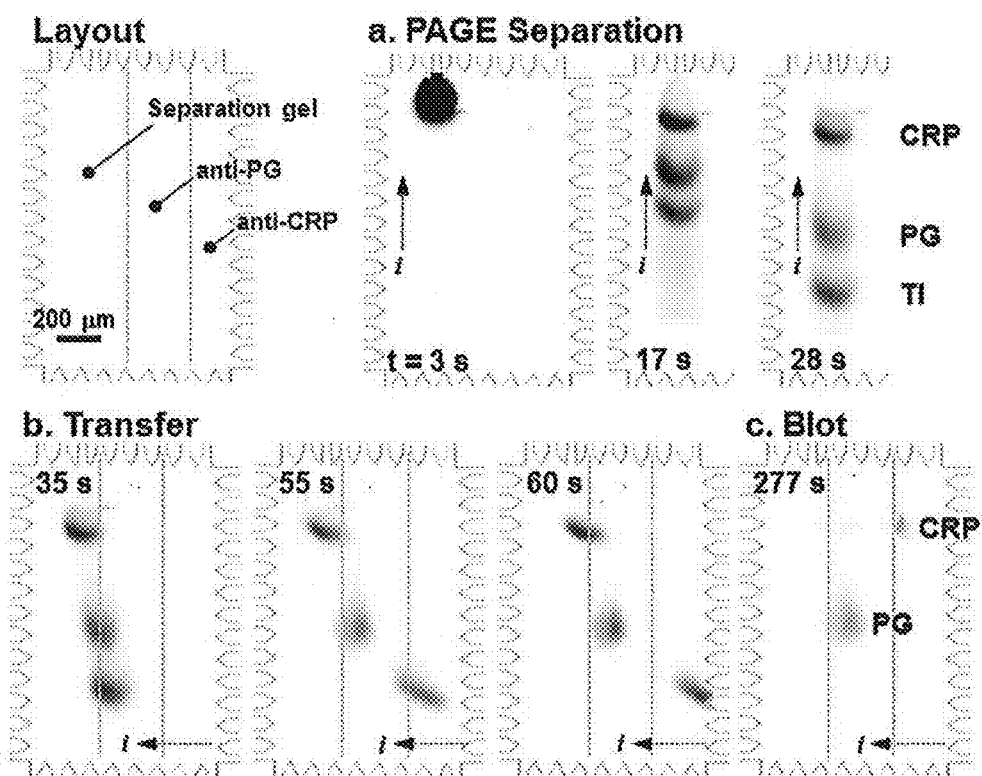 Layout
Separation gel
anti-PG
anti-CRP
200 µm
a. PAGE Separation
i
t = 3 s
i
17 s
i
28 s
CRP
PG
TI
b. Transfer
35 s
i
55 s
i
60 s
i
c. Blot
277 s
CRP
PG
i